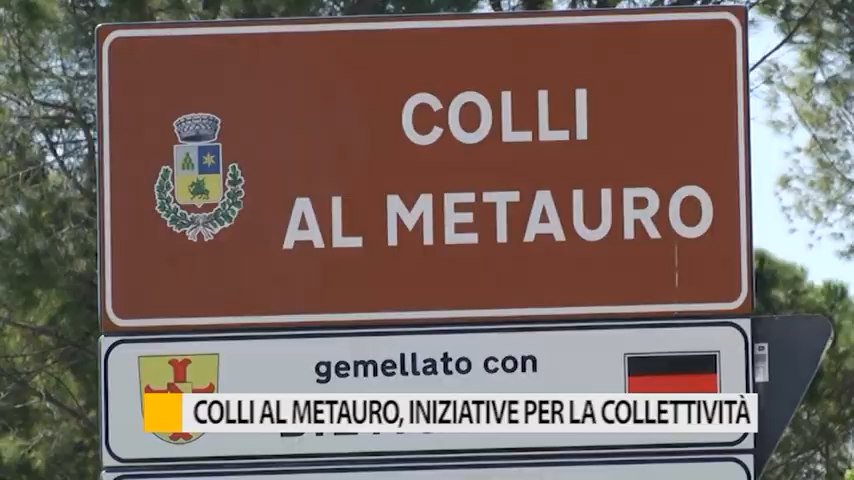 COLLI
AL METAURO
gemellato con
COLLI AL METAURO, INIZIATIVE PER LA COLLETTIVITÀ